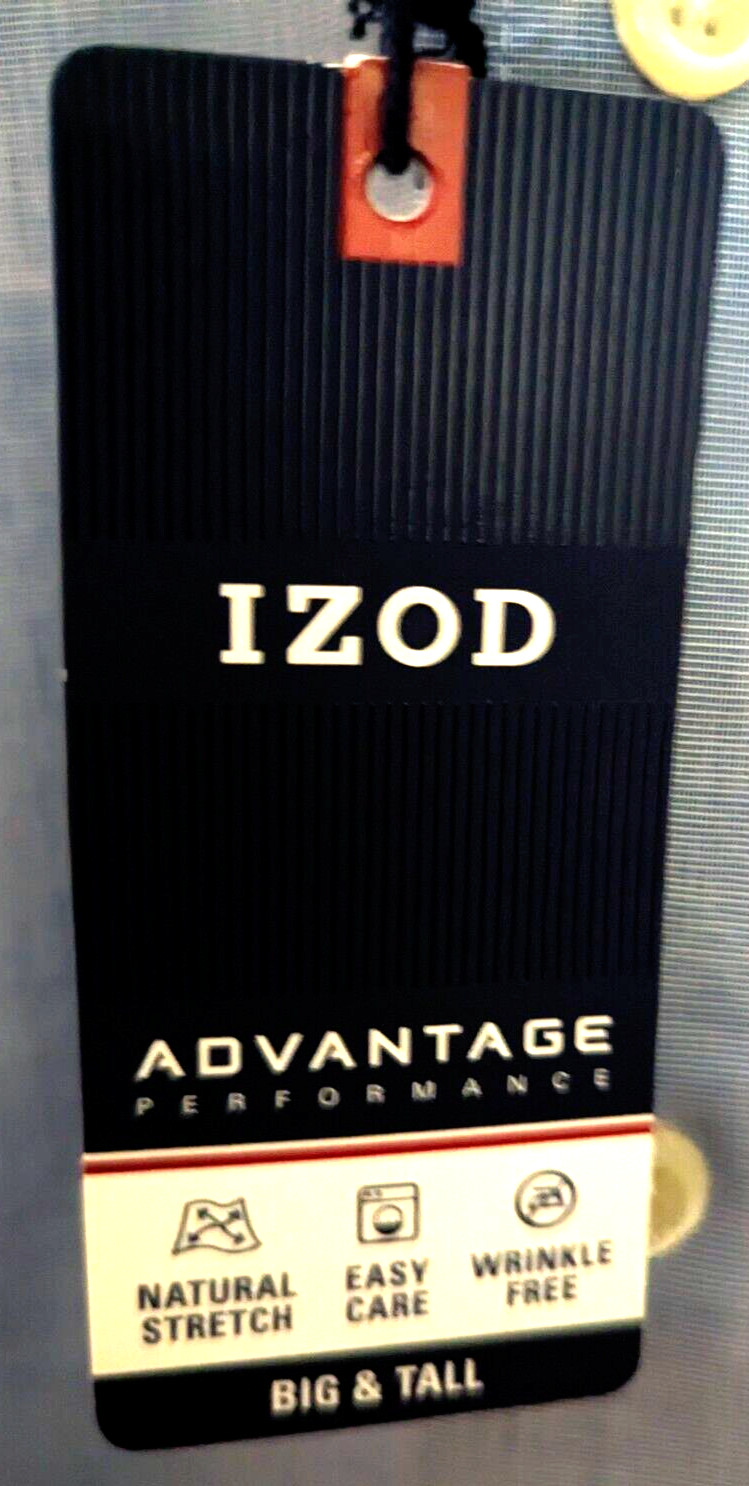 IZOD
ADVANTAGE
PERFORMANCE
NATURAL
STRETCH
EASY
CARE
WRINKLE
FREE
BIG & TALL